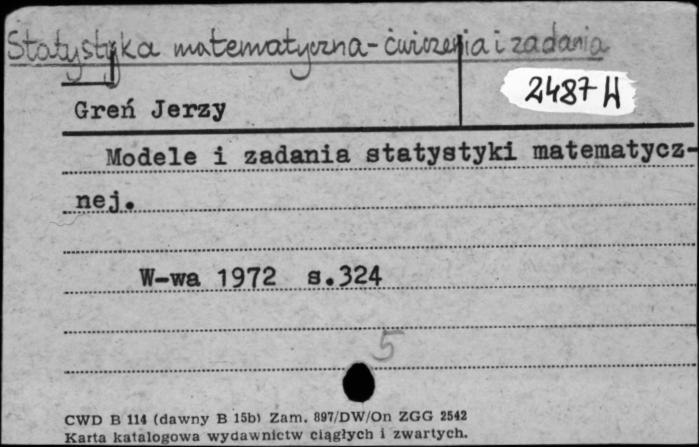 Statystyka matematyczna - ćwiczenia i zadania
2487 W
Greń Jerzy
Modele i zadania statystyki matematycz-
nej.
W-wa 1972 s.324
5
CWD B 114 (dawny B 15b) Zam. 897/DW/On ZGG 2542
Karta katalogowa wydawnictw ciągłych i zwartych.